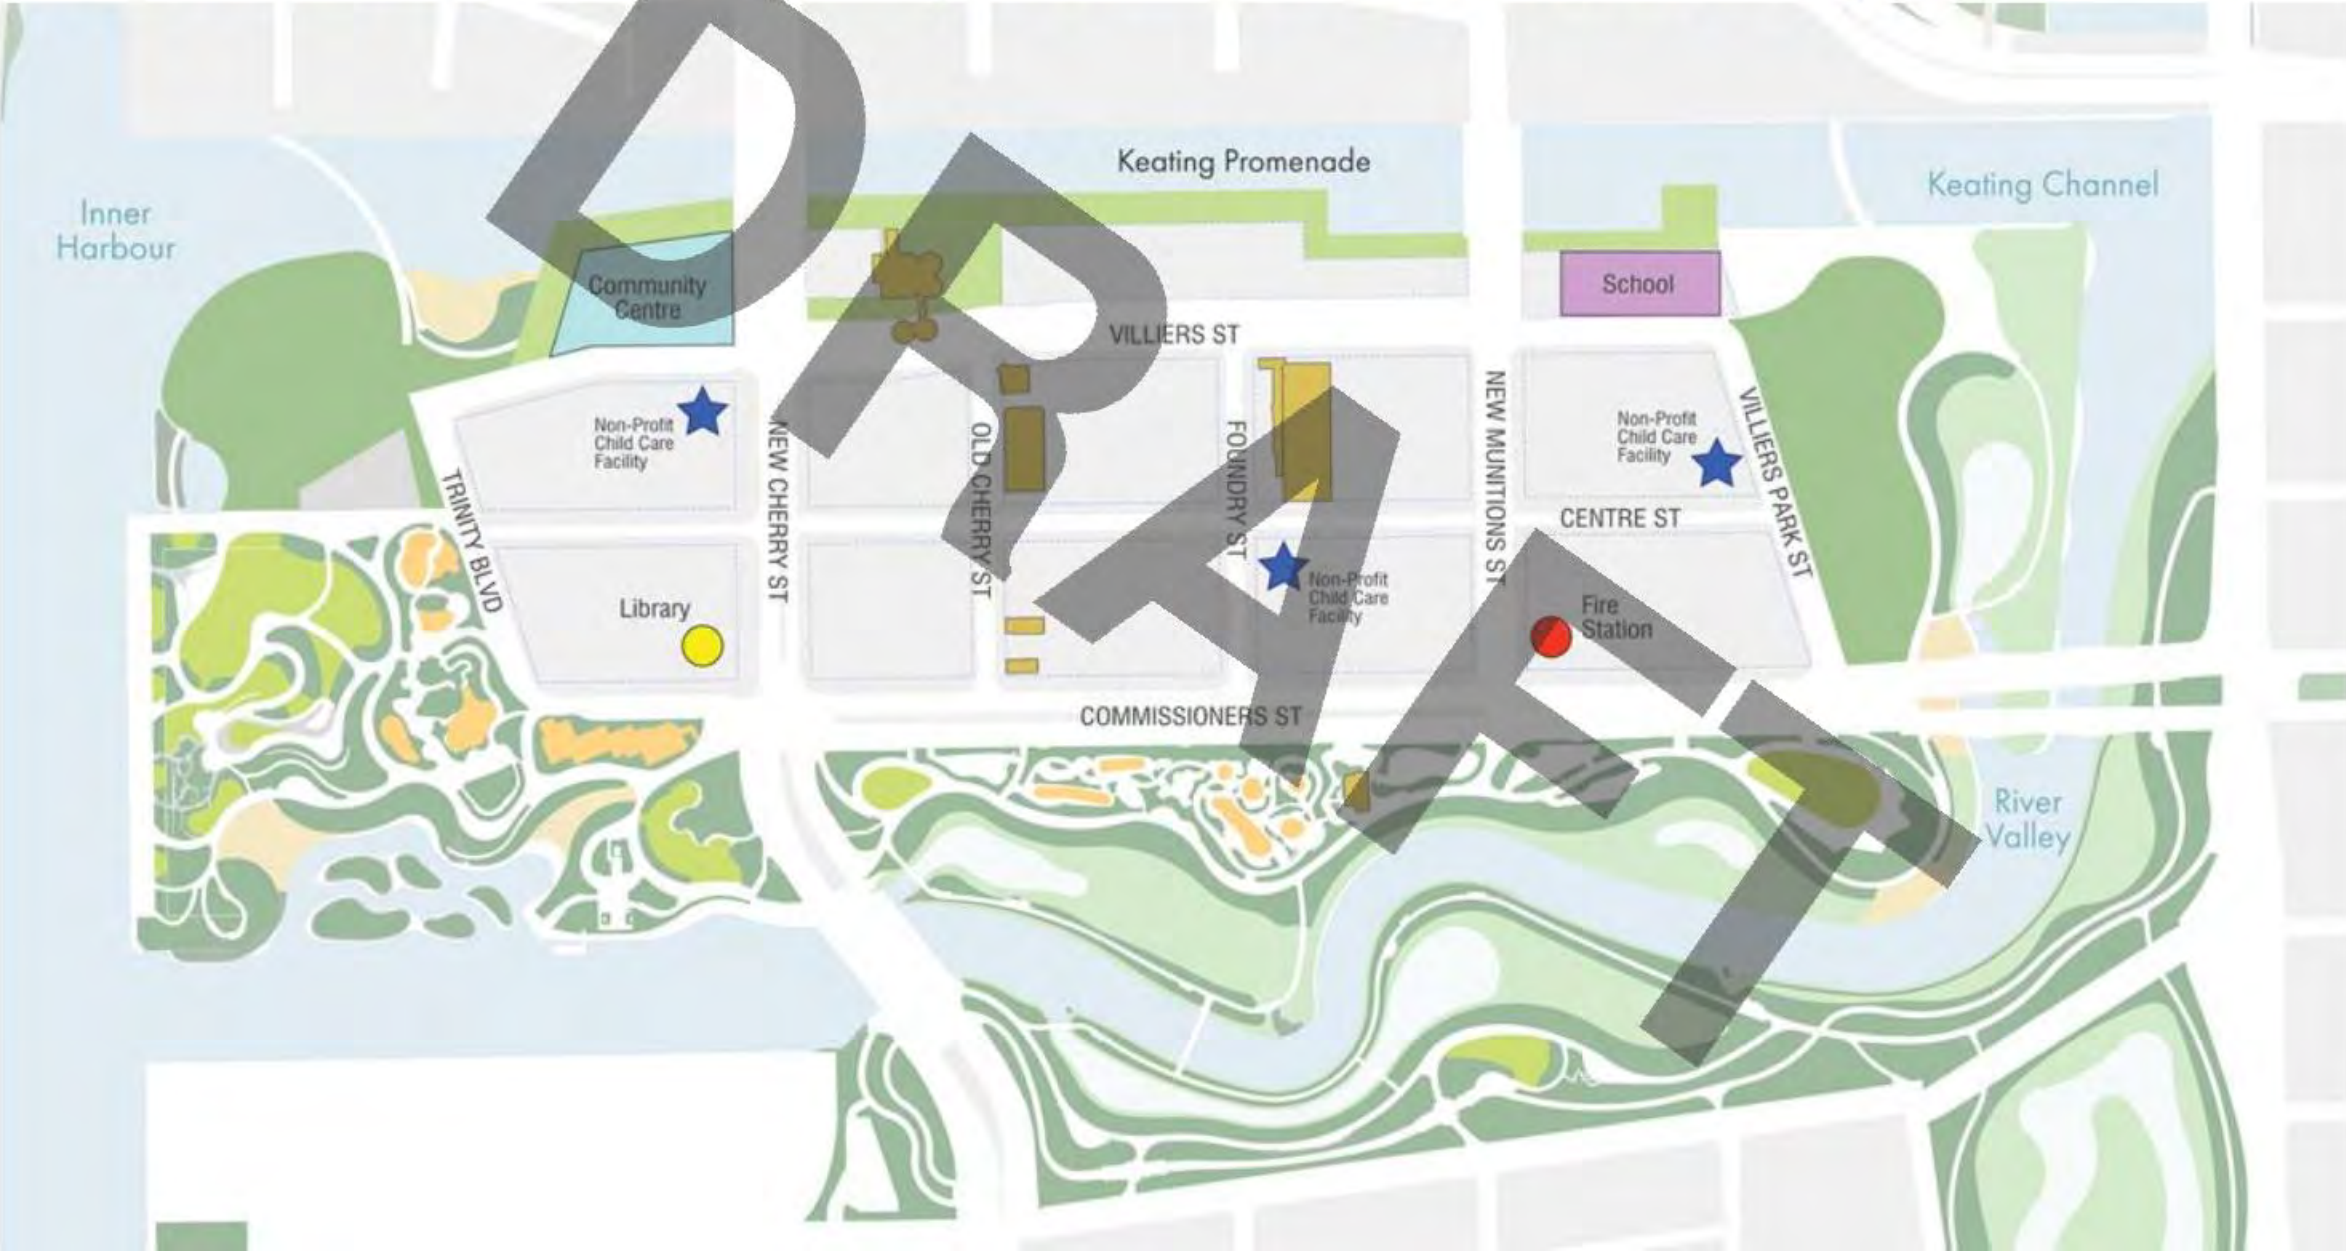 DRAFT
Keating Promenade
Keating Channel
Inner
Harbour
Community
Centre
School
VILLIERS ST
Non-Profit
Child Care
Facility
NEW CHERRY ST
OLD CHERRY ST
FOUNDRY ST
NEW MUNITIONS ST
Non-Profit
Child Care
Facility
VILLIERS PARK ST
TRINITY BLVD
CENTRE ST
Library
Non-Profit
Child Care
Facility
Fire
Station
COMMISSIONERS ST
River
Valley